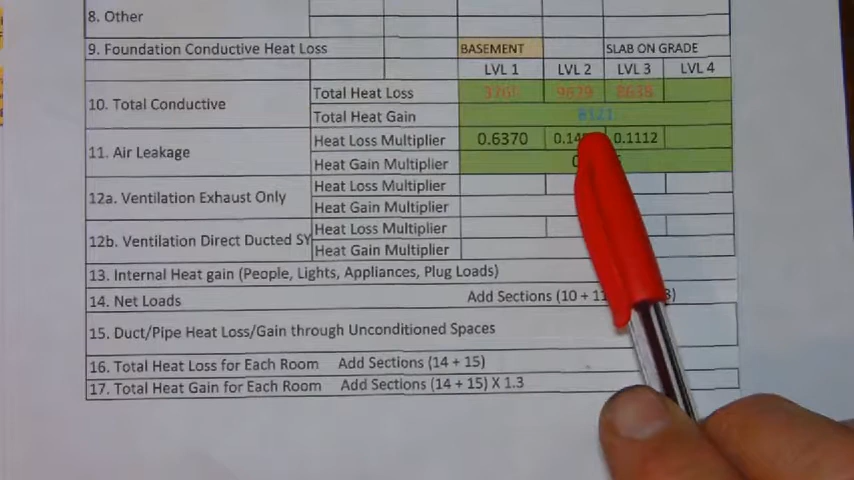 8. Other
9. Foundation Conductive Heat Loss BASEMENT SLAB ON GRADE
LVL 1 LVL 2 LVL 3 LVL 4
10. Total Conductive Total Heat Loss 9879 8638
Total Heat Gain 8121
11. Air Leakage Heat Loss Multiplier 0.6370 0.1112
Heat Gain Multiplier
12a. Ventilation Exhaust Only Heat Loss Multiplier
Heat Gain Multiplier
12b. Ventilation Direct Ducted SY Heat Loss Multiplier
Heat Gain Multiplier
13. Internal Heat gain (People, Lights, Appliances, Plug Loads)
14. Net Loads Add Sections (10 + 11
15. Duct/Pipe Heat Loss/Gain through Unconditioned Spaces
16. Total Heat Loss for Each Room Add Sections (14 + 15)
17. Total Heat Gain for Each Room Add Sections (14 + 15) X 1.3